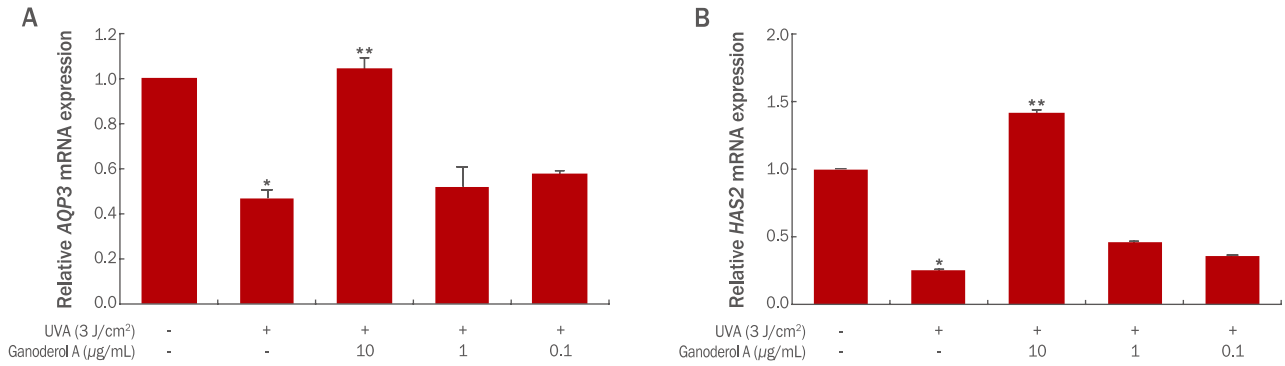 A
Relative AQP3 mRNA expression
1.2
1.0
0.8
0.6
0.4
0.2
0.0
*
**
UVA (3 J/cm²) - + + + +
Ganoderol A (µg/mL) - - 10 1 0.1
B
Relative HAS2 mRNA expression
2.0
1.5
1.0
0.5
0.0
*
**
UVA (3 J/cm²) - + + + +
Ganoderol A (µg/mL) - - 10 1 0.1